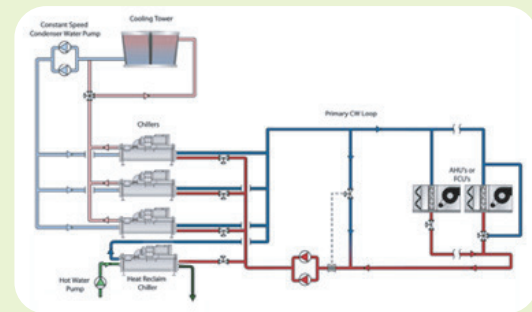 Constant Speed
Condenser Water Pump
Cooling Tower
Primary CW Loop
Chillers
AHU's or
FCU's
Hot Water
Pump
Heat Reclaim
Chiller